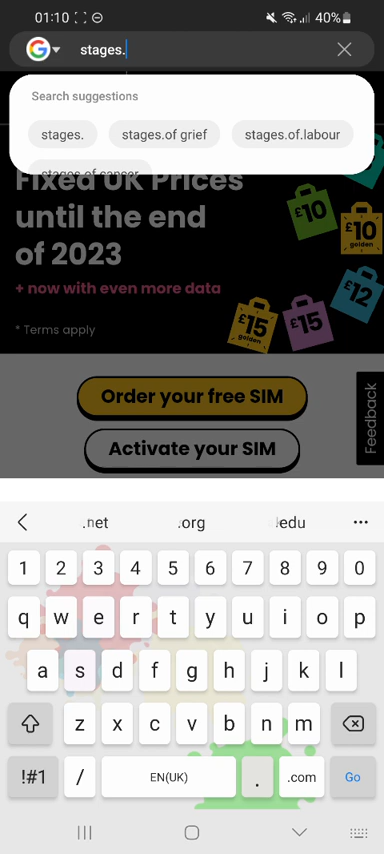 01:10 40%
stages.
Search suggestions
stages. stages.of grief stages.of.labour
stages of cancer
Fixed UK Prices
until the end
of 2023
+ now with even more data
* Terms apply
£10
£10
golden
£12
£15
golden
£15
Order your free SIM
Activate your SIM
Feedback
.net .org .edu
1 2 3 4 5 6 7 8 9 0
q w e r t y u i o p
a s d f g h j k l
z x c v b n m
!#1 / EN(UK) . .com Go